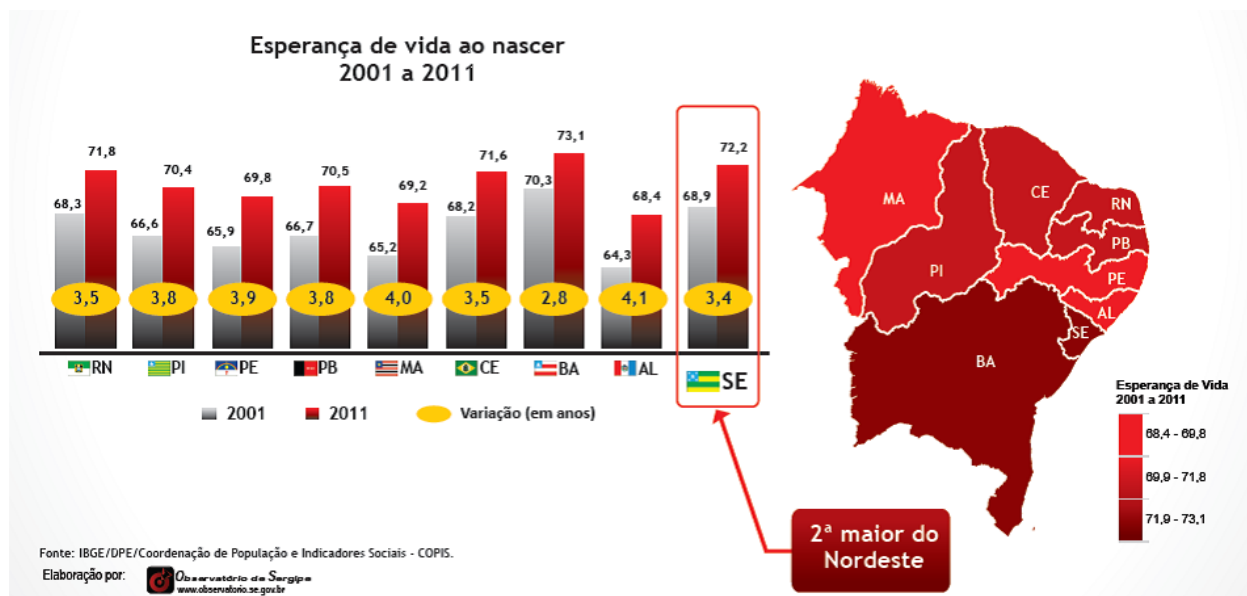 Esperança de vida ao nascer
2001 a 2011
68,3 71,8
66,6 70,4
65,9 69,8
66,7 70,5
65,2 69,2
68,2 71,6
70,3 73,1
64,3 68,4
68,9 72,2
3,5 3,8 3,9 3,8 4,0 3,5 2,8 4,1 3,4
RN PI PE PB MA CE BA AL SE
2001 2011 Variação (em anos)
MA
CE
RN
PB
PI
PE
AL
SE
BA
Esperança de Vida
2001 a 2011
68,4 - 69,8
69,9 - 71,8
71,9 - 73,1
2ª maior do
Nordeste
Fonte: IBGE/DPE/Coordenação de População e Indicadores Sociais - COPIS.
Elaboração por: Observatório de Sergipe
www.observatorio.se.gov.br